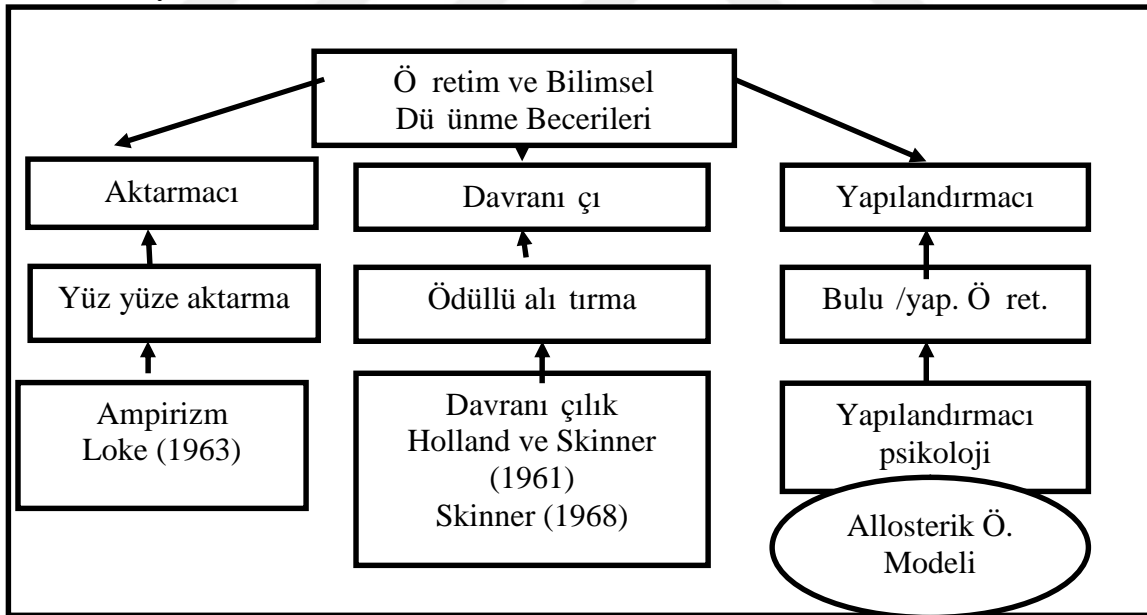 Ö retim ve Bilimsel
Dü ünme Becerileri
Aktarmacı
Davranı çı
Yapılandırmacı
Yüz yüze aktarma
Ödüllü alı tırma
Bulu /yap. Ö ret.
Ampirizm
Loke (1963)
Davranı çılık
Holland ve Skinner
(1961)
Skinner (1968)
Yapılandırmacı
psikoloji
Allosterik Ö.
Modeli